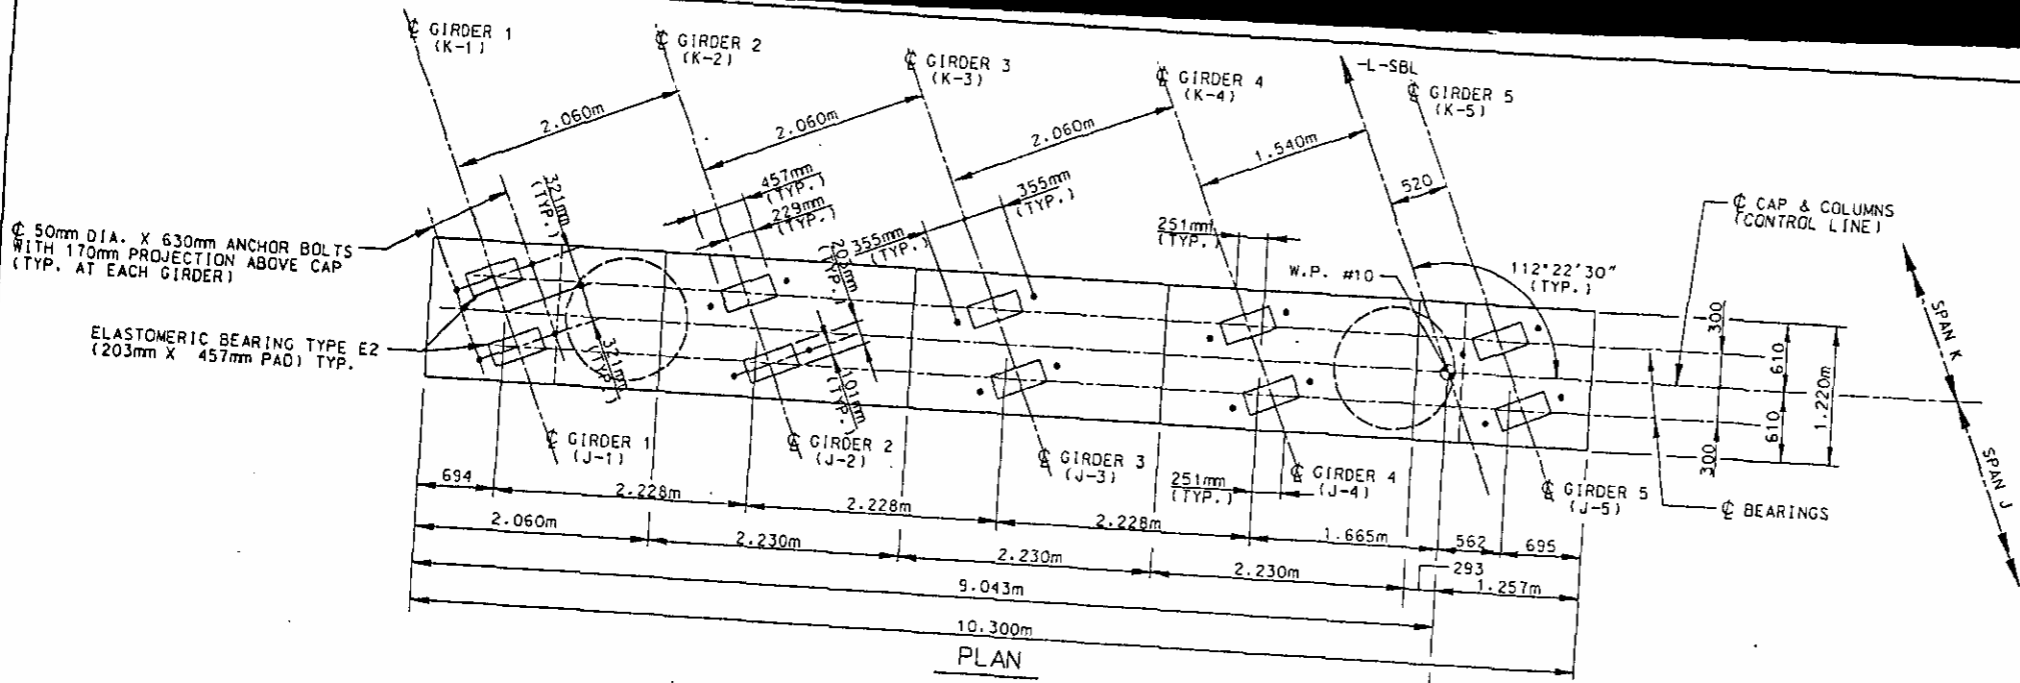 ℄ GIRDER 1
(K-1)
℄ GIRDER 2
(K-2)
℄ GIRDER 3
(K-3)
℄ GIRDER 4
(K-4)
-L-SBL
℄ GIRDER 5
(K-5)
2.060m
2.060m
2.060m
1.540m
520
321mm
(TYP.)
457mm
(TYP.)
229mm
(TYP.)
203mm
(TYP.)
355mm
(TYP.)
355mm
(TYP.)
251mm
(TYP.)
W.P. #10
112°22'30"
(TYP.)
℄ CAP & COLUMNS
(CONTROL LINE)
℄ 50mm DIA. X 630mm ANCHOR BOLTS
WITH 170mm PROJECTION ABOVE CAP
(TYP. AT EACH GIRDER)
ELASTOMERIC BEARING TYPE E2
(203mm X 457mm PAD) TYP.
321mm
(TYP.)
101mm
(TYP.)
300
610
1.220m
610
300
SPAN K
SPAN J
℄ GIRDER 1
(J-1)
℄ GIRDER 2
(J-2)
℄ GIRDER 3
(J-3)
251mm
(TYP.)
℄ GIRDER 4
(J-4)
℄ GIRDER 5
(J-5)
℄ BEARINGS
694
2.228m
2.228m
2.228m
1.665m
562
695
2.060m
2.230m
2.230m
2.230m
293
9.043m
1.257m
10.300m
PLAN